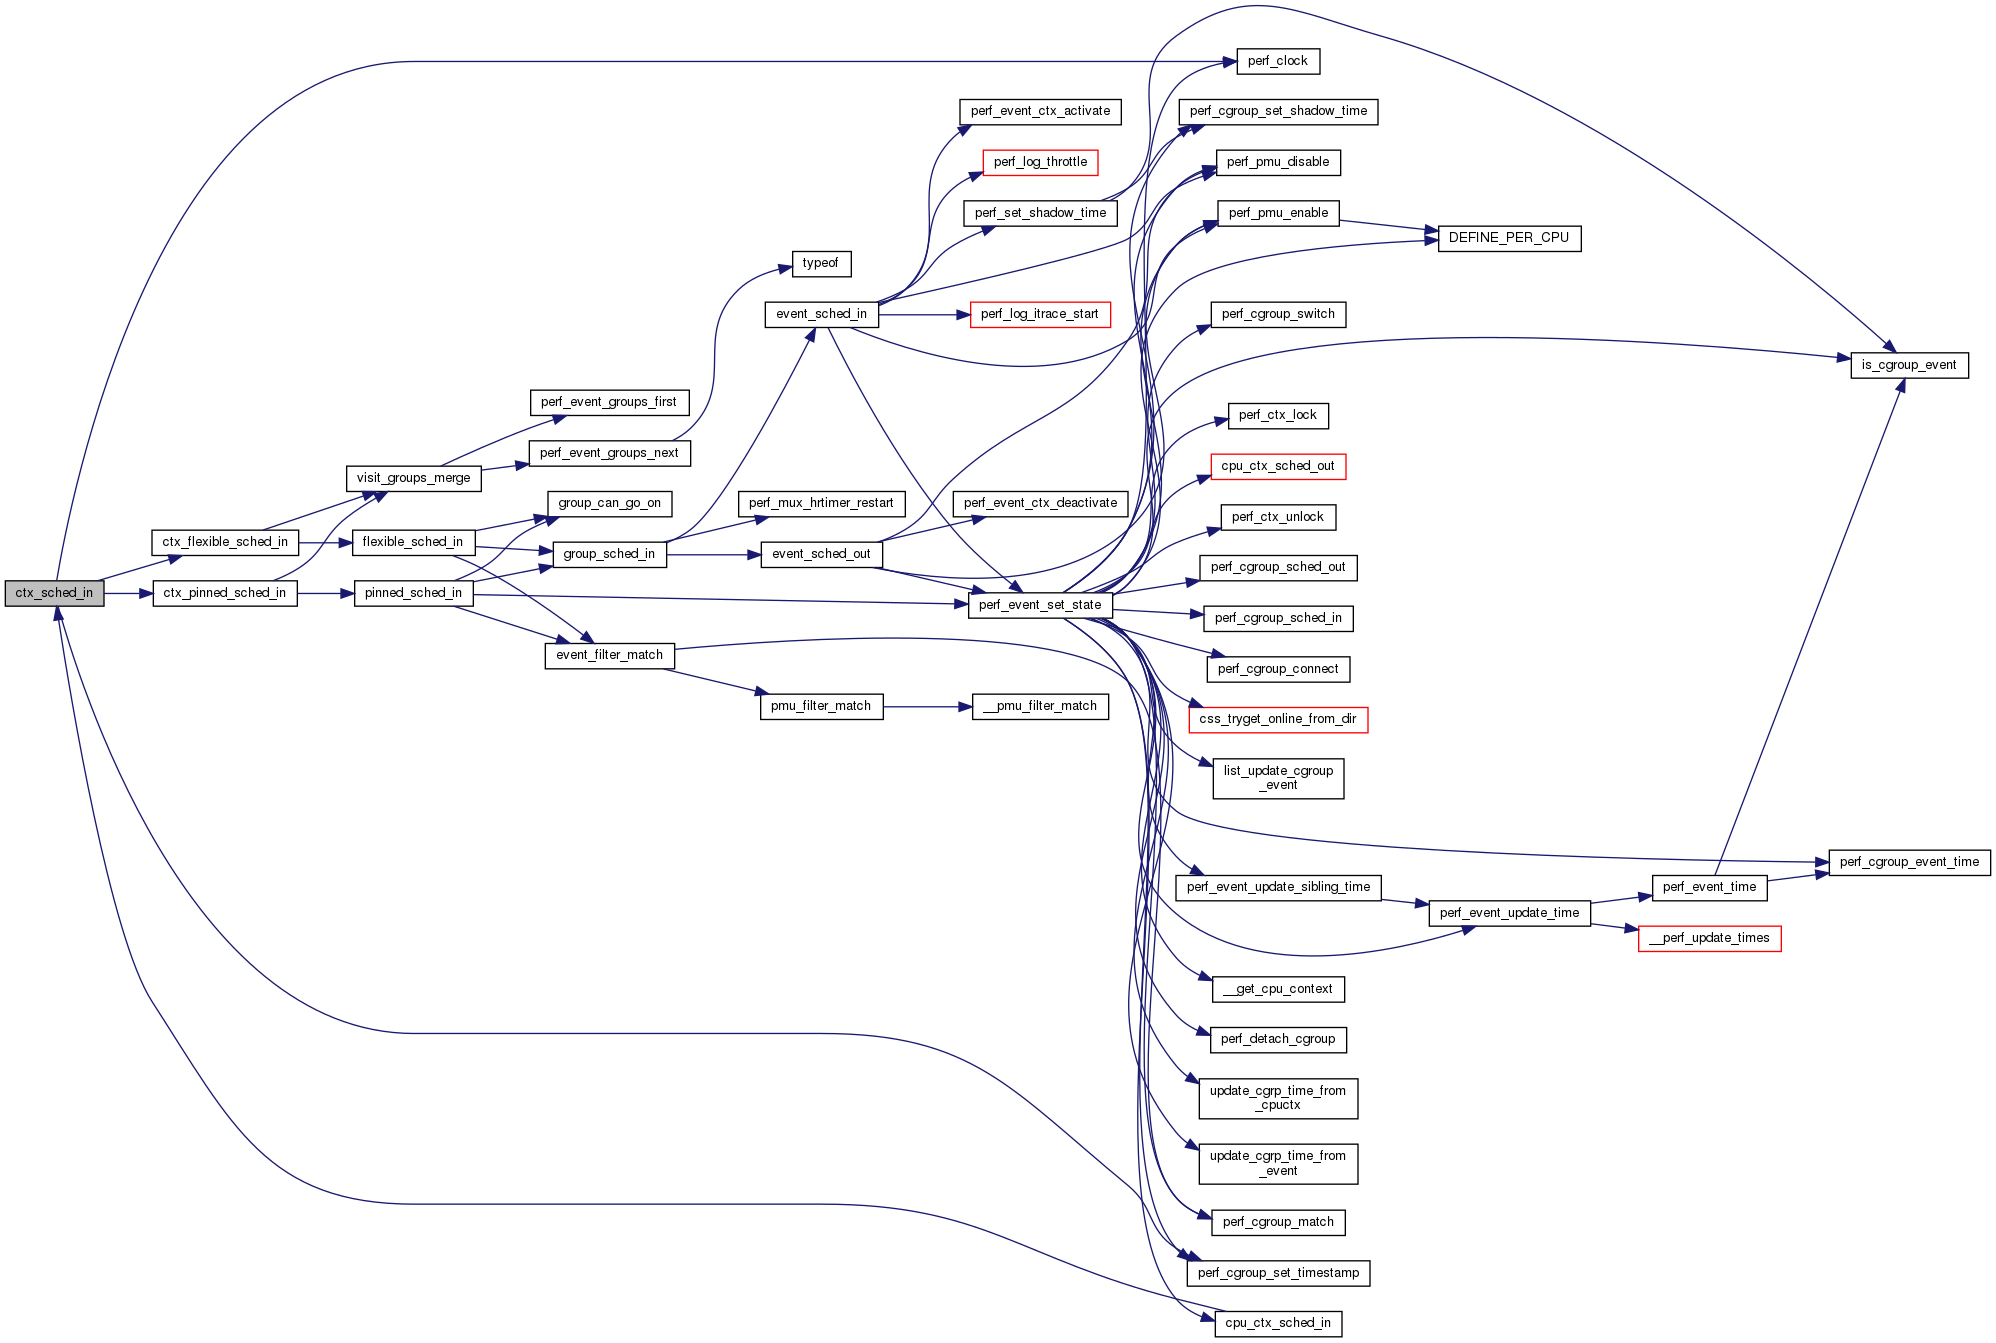 ctx_sched_in
ctx_flexible_sched_in
ctx_pinned_sched_in
visit_groups_merge
flexible_sched_in
pinned_sched_in
perf_event_groups_first
perf_event_groups_next
group_can_go_on
group_sched_in
event_filter_match
typeof
event_sched_in
perf_mux_hrtimer_restart
event_sched_out
pmu_filter_match
perf_event_ctx_activate
perf_log_throttle
perf_set_shadow_time
perf_log_itrace_start
perf_event_ctx_deactivate
perf_event_set_state
__pmu_filter_match
perf_clock
perf_cgroup_set_shadow_time
perf_pmu_disable
perf_pmu_enable
perf_cgroup_switch
perf_ctx_lock
cpu_ctx_sched_out
perf_ctx_unlock
perf_cgroup_sched_out
perf_cgroup_sched_in
perf_cgroup_connect
css_tryget_online_from_dir
list_update_cgroup
_event
perf_event_update_sibling_time
__get_cpu_context
perf_detach_cgroup
update_cgrp_time_from
_cpuctx
update_cgrp_time_from
_event
perf_cgroup_match
perf_cgroup_set_timestamp
cpu_ctx_sched_in
DEFINE_PER_CPU
perf_event_update_time
perf_event_time
__perf_update_times
is_cgroup_event
perf_cgroup_event_time